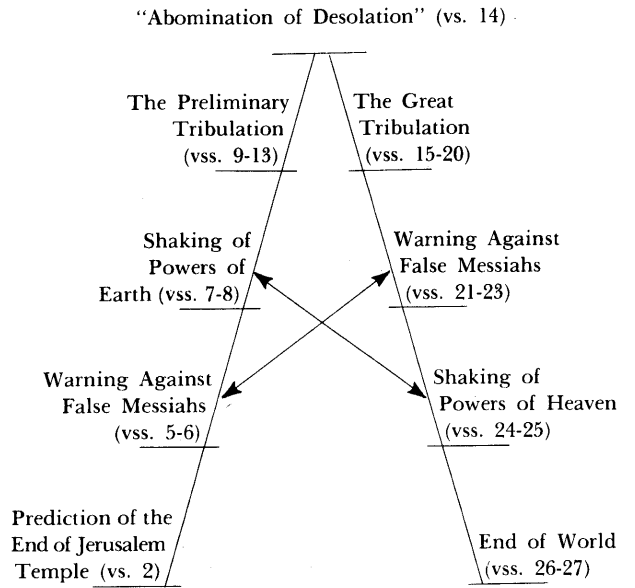 “Abomination of Desolation” (vs. 14)
The Preliminary
Tribulation
(vss. 9-13)
The Great
Tribulation
(vss. 15-20)
Shaking of
Powers of
Earth (vss. 7-8)
Warning Against
False Messiahs
(vss. 21-23)
Warning Against
False Messiahs
(vss. 5-6)
Shaking of
Powers of Heaven
(vss. 24-25)
Prediction of the
End of Jerusalem
Temple (vs. 2)
End of World
(vss. 26-27)